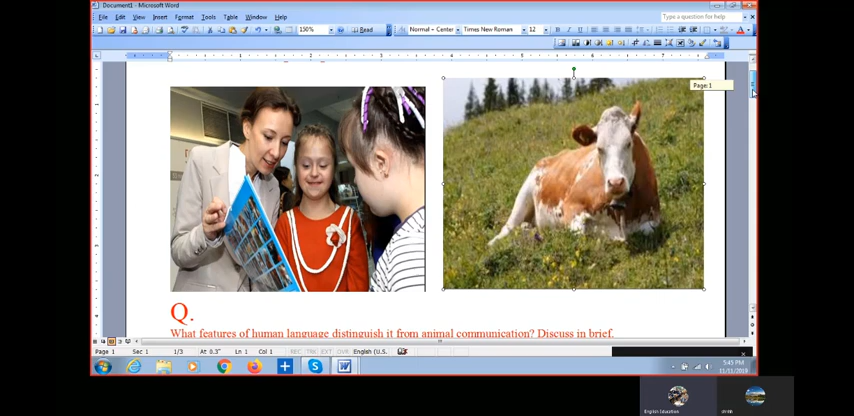 Document1 - Microsoft Word
File Edit View Insert Format Tools Table Window Help
Type a question for help
150% Read Normal + Center Times New Roman 12
Page: 1
Q.
What features of human language distinguish it from animal communication? Discuss in brief.
Page 1 Sec 1 1/3 At 0.3" Ln 1 Col 1 REC TRK EXT OVR English (U.S.
5:45 PM
11/11/2018
English Education